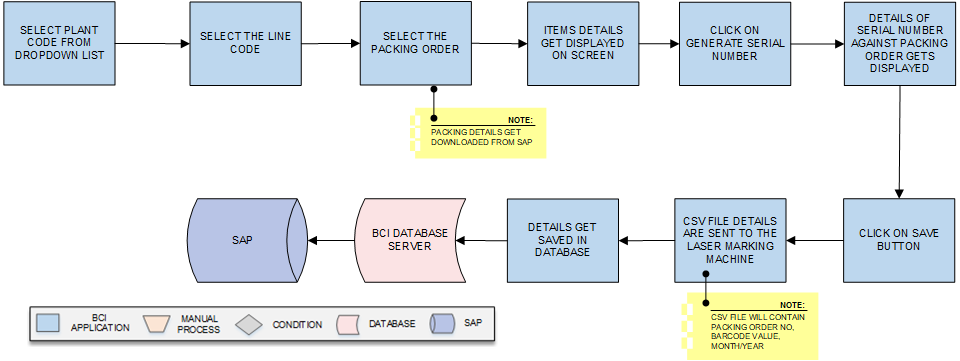 SELECT PLANT
CODE FROM
DROPDOWN LIST
SELECT THE LINE
CODE
SELECT THE
PACKING ORDER
ITEMS DETAILS
GET DISPLAYED
ON SCREEN
CLICK ON
GENERATE SERIAL
NUMBER
DETAILS OF
SERIAL NUMBER
AGAINST PACKING
ORDER GETS
DISPLAYED
NOTE:
PACKING DETAILS GET
DOWNLOADED FROM SAP
SAP
BCI DATABASE
SERVER
DETAILS GET
SAVED IN
DATABASE
CSV FILE DETAILS
ARE SENT TO THE
LASER MARKING
MACHINE
CLICK ON SAVE
BUTTON
NOTE:
CSV FILE WILL CONTAIN
PACKING ORDER NO,
BARCODE VALUE,
MONTH/YEAR
BCI
APPLICATION
MANUAL
PROCESS
CONDITION
DATABASE
SAP